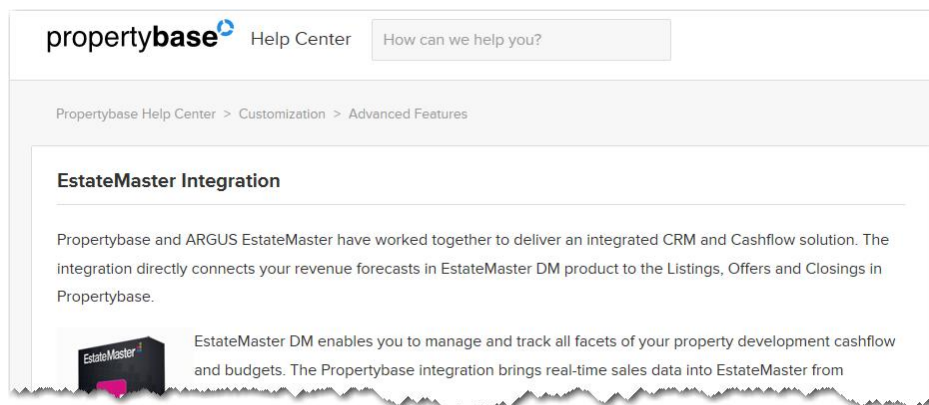 propertybase Help Center How can we help you?
Propertybase Help Center > Customization > Advanced Features
EstateMaster Integration
Propertybase and ARGUS EstateMaster have worked together to deliver an integrated CRM and Cashflow solution. The
integration directly connects your revenue forecasts in EstateMaster DM product to the Listings, Offers and Closings in
Propertybase.
EstateMaster
EstateMaster DM enables you to manage and track all facets of your property development cashflow
and budgets. The Propertybase integration brings real-time sales data into EstateMaster from